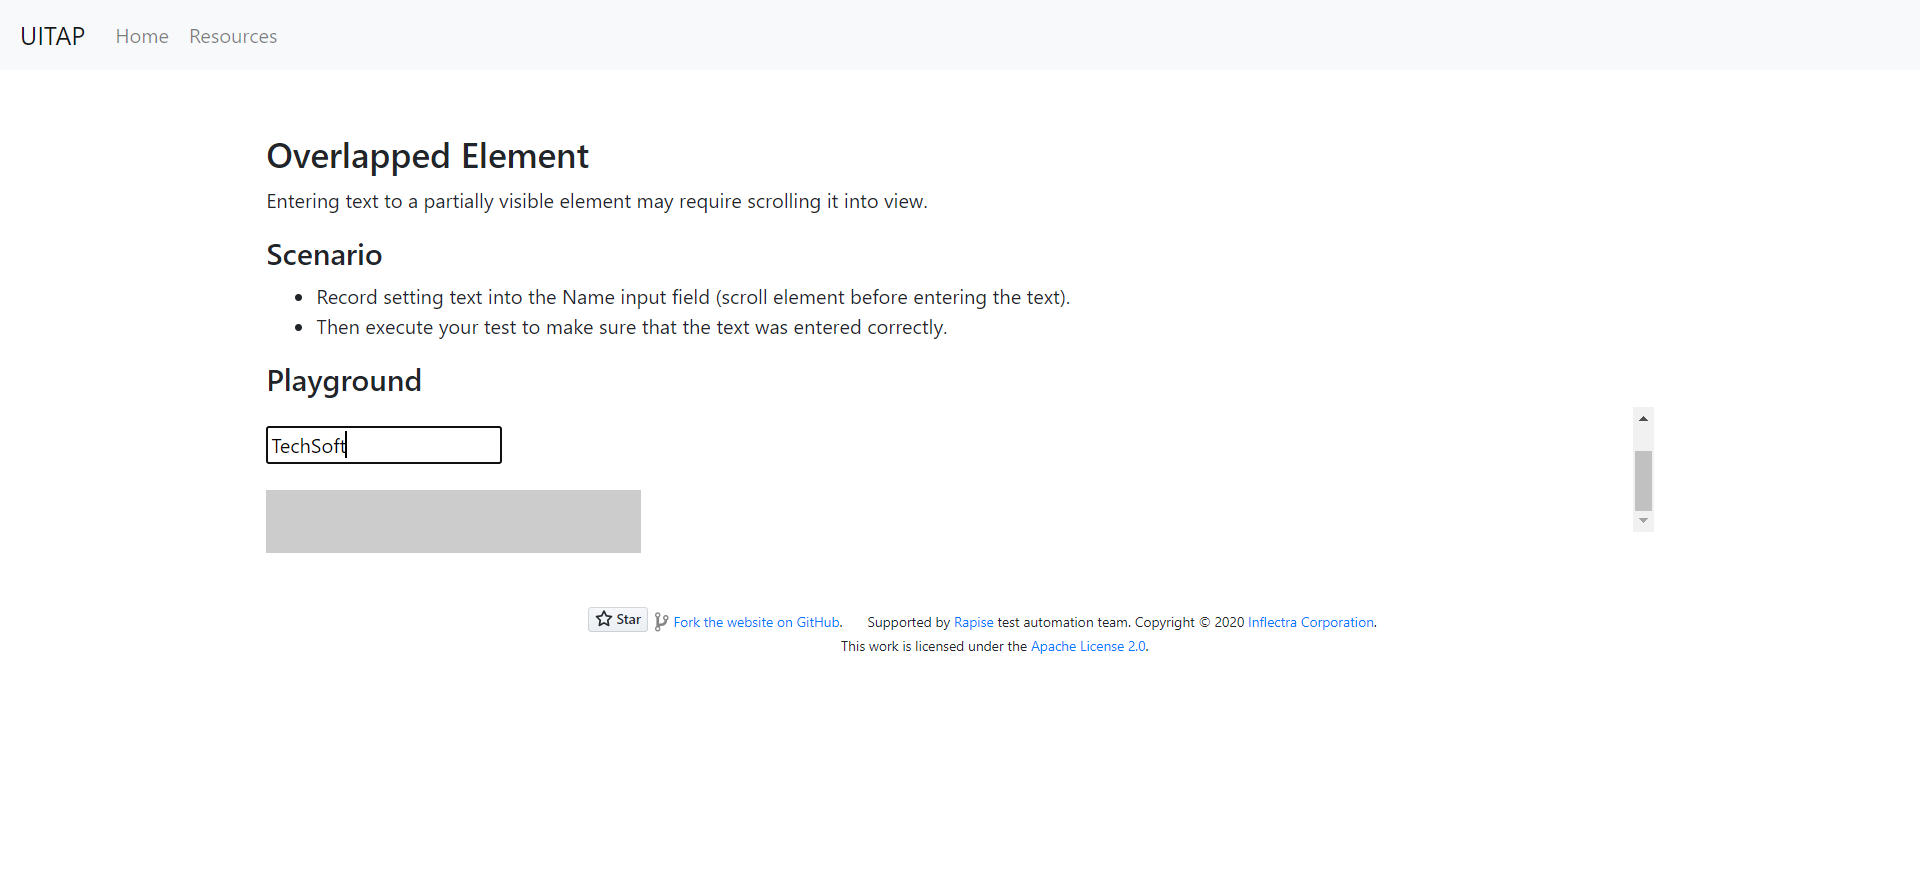 UITAP Home Resources
Overlapped Element
Entering text to a partially visible element may require scrolling it into view.
Scenario
Record setting text into the Name input field (scroll element before entering the text).
Then execute your test to make sure that the text was entered correctly.
Playground
TechSoft
Star Fork the website on GitHub. Supported by Rapise test automation team. Copyright © 2020 Inflectra Corporation.
This work is licensed under the Apache License 2.0.